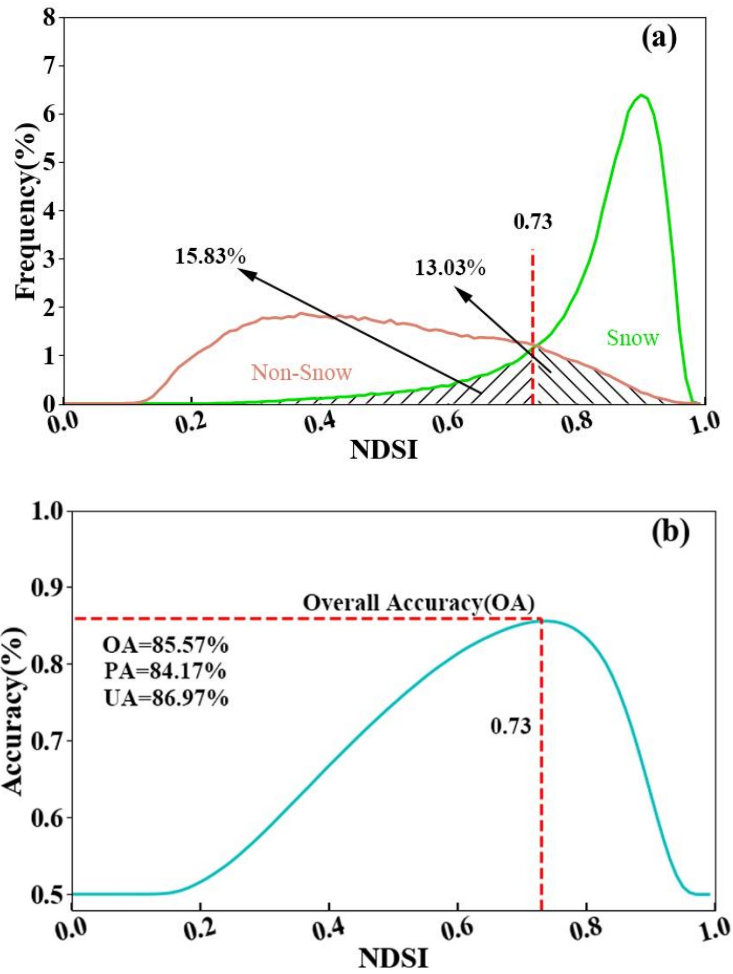 (a)
8
7
6
5
4
3
2
1
0
Frequency(%)
0.73
15.83%
13.03%
Snow
Non-Snow
0.0
0.2
0.4
0.6
0.8
1.0
NDSI
(b)
1.0
0.9
0.8
0.7
0.6
0.5
Accuracy(%)
Overall Accuracy(OA)
OA=85.57%
PA=84.17%
UA=86.97%
0.73
0.0
0.2
0.4
0.6
0.8
1.0
NDSI